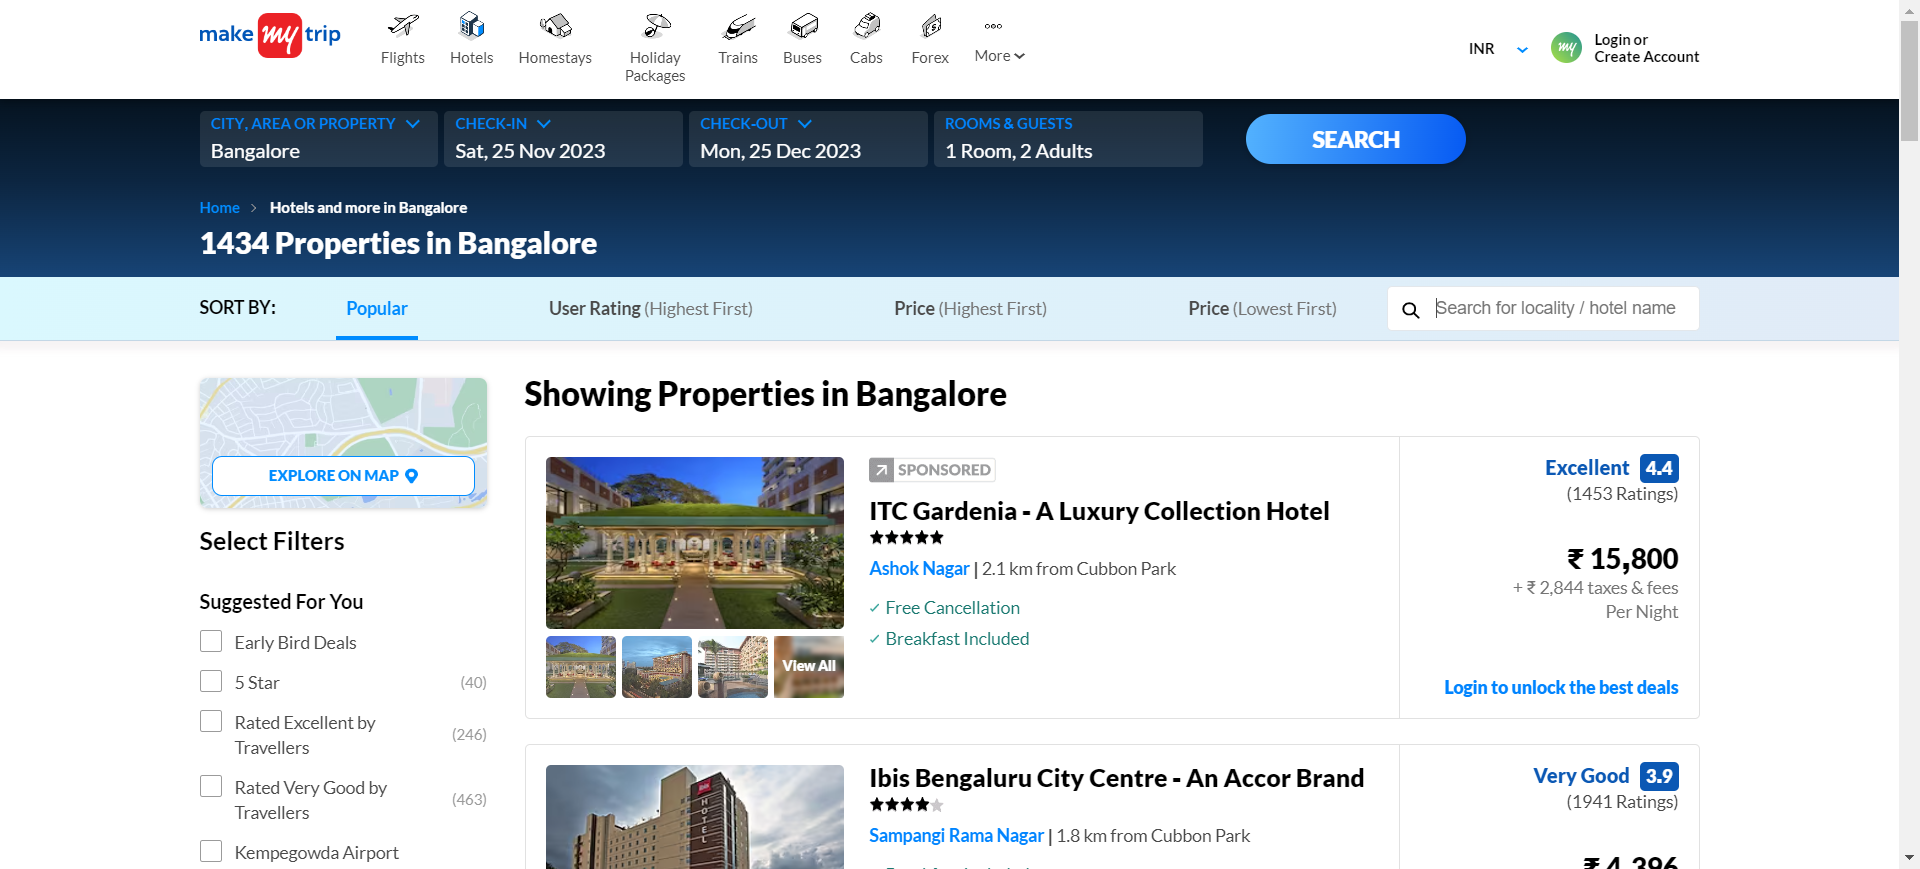 make my trip
Flights
Hotels
Homestays
Holiday
Packages
Trains
Buses
Cabs
Forex
More
INR
my
Login or
Create Account
CITY, AREA OR PROPERTY
Bangalore
CHECK-IN
Sat, 25 Nov 2023
CHECK-OUT
Mon, 25 Dec 2023
ROOMS & GUESTS
1 Room, 2 Adults
SEARCH
Home > Hotels and more in Bangalore
1434 Properties in Bangalore
SORT BY:
Popular
User Rating (Highest First)
Price (Highest First)
Price (Lowest First)
Search for locality / hotel name
EXPLORE ON MAP
Select Filters
Suggested For You
Early Bird Deals
5 Star (40)
Rated Excellent by
Travellers
(246)
Rated Very Good by
Travellers
(463)
Kempegowda Airport
Showing Properties in Bangalore
View All
SPONSORED
ITC Gardenia - A Luxury Collection Hotel
Ashok Nagar | 2.1 km from Cubbon Park
Free Cancellation
Breakfast Included
Excellent 4.4
(1453 Ratings)
₹ 15,800
+ ₹ 2,844 taxes & fees
Per Night
Login to unlock the best deals
HOTEL
Ibis Bengaluru City Centre - An Accor Brand
Sampangi Rama Nagar | 1.8 km from Cubbon Park
Very Good 3.9
(1941 Ratings)
₹ 4,396